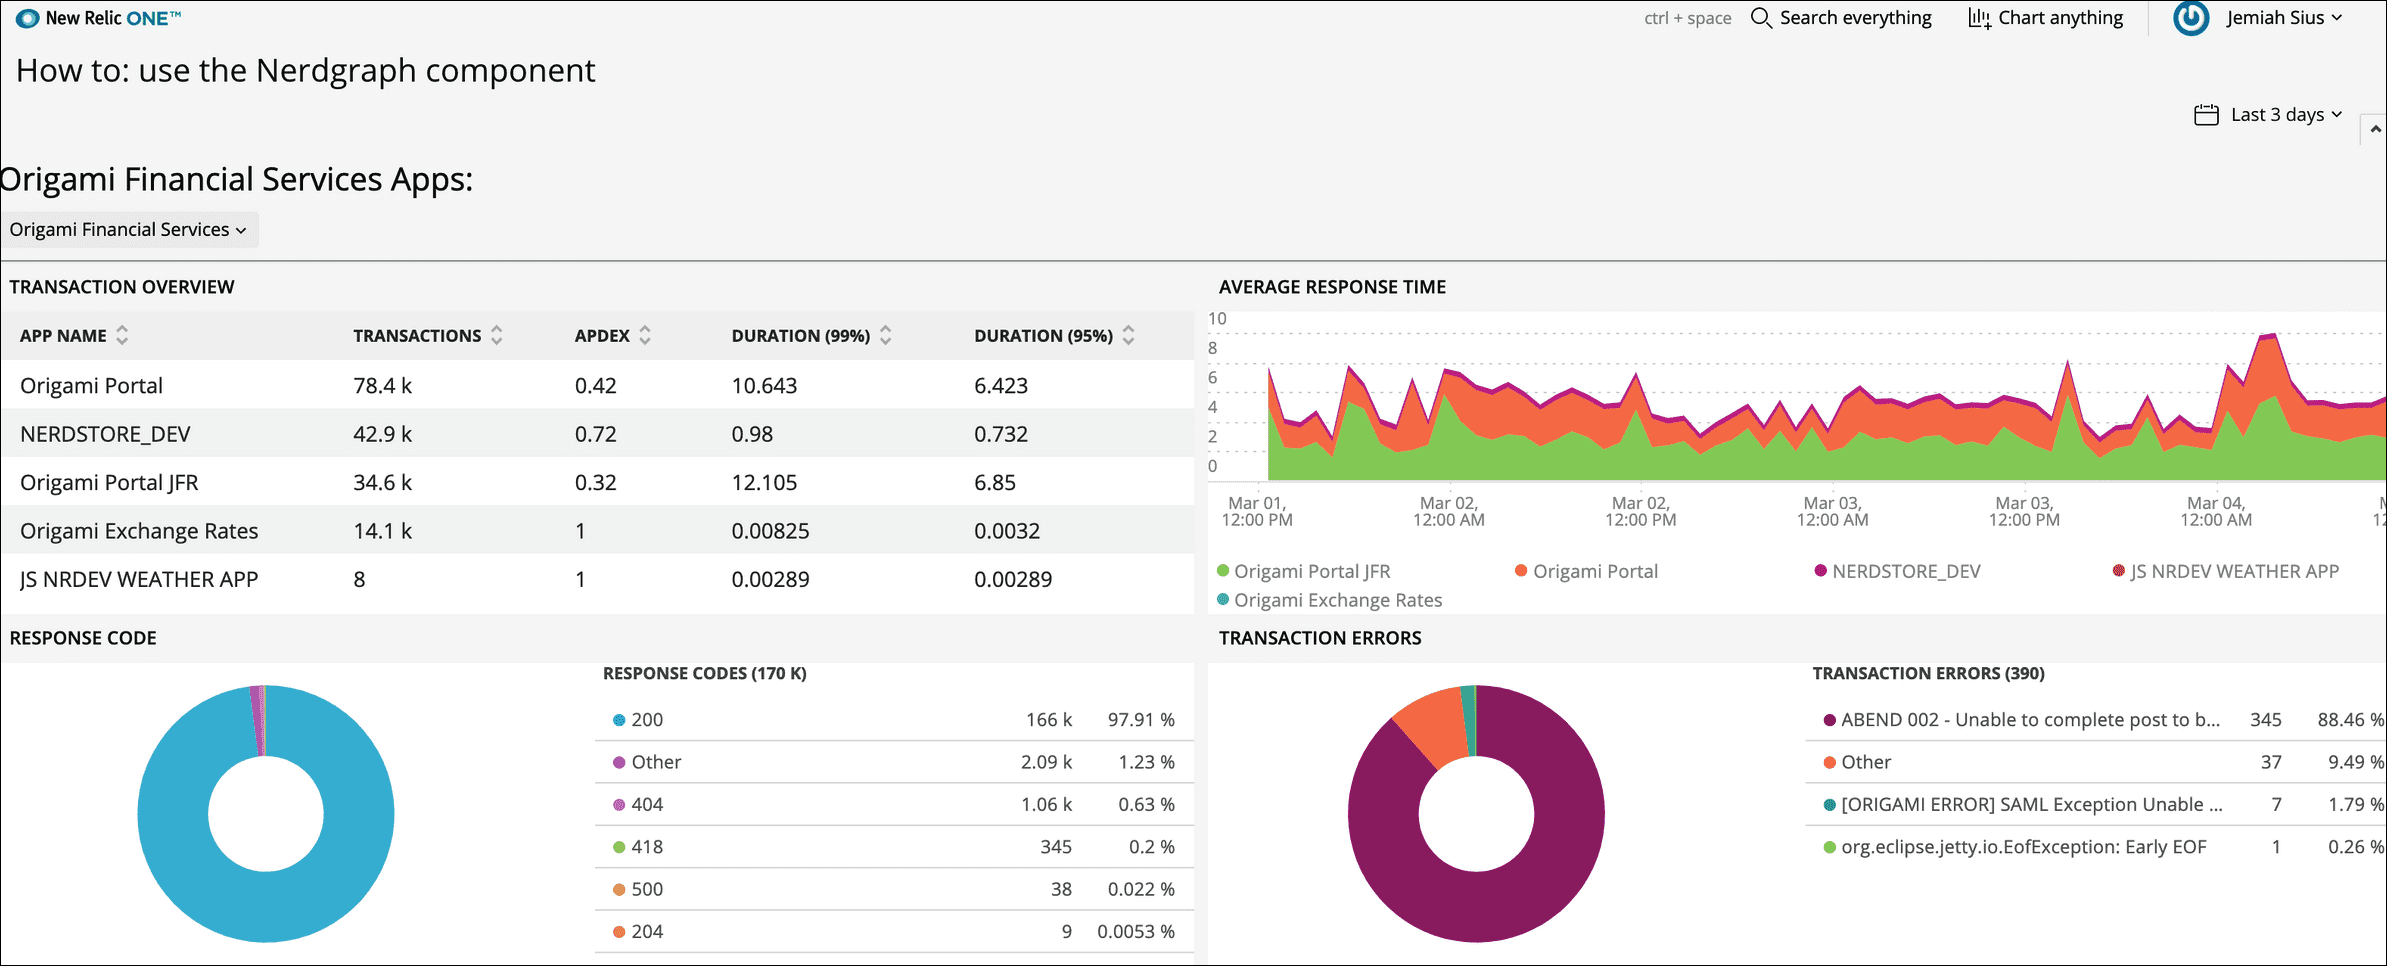 New Relic ONE™
ctrl + space Search everything Chart anything Jemiah Sius
How to: use the Nerdgraph component
Last 3 days
Origami Financial Services Apps:
Origami Financial Services
TRANSACTION OVERVIEW
APP NAME TRANSACTIONS APDEX DURATION (99%) DURATION (95%)
Origami Portal 78.4 k 0.42 10.643 6.423
NERDSTORE_DEV 42.9 k 0.72 0.98 0.732
Origami Portal JFR 34.6 k 0.32 12.105 6.85
Origami Exchange Rates 14.1 k 1 0.00825 0.0032
JS NRDEV WEATHER APP 8 1 0.00289 0.00289
AVERAGE RESPONSE TIME
10
8
6
4
2
0
Mar 01, Mar 02, Mar 02, Mar 03, Mar 03, Mar 04,
12:00 PM 12:00 AM 12:00 PM 12:00 AM 12:00 PM 12:00 AM
Origami Portal JFR Origami Portal NERDSTORE_DEV JS NRDEV WEATHER APP
Origami Exchange Rates
RESPONSE CODE
RESPONSE CODES (170 K)
200 166 k 97.91 %
Other 2.09 k 1.23 %
404 1.06 k 0.63 %
418 345 0.2 %
500 38 0.022 %
204 9 0.0053 %
TRANSACTION ERRORS
TRANSACTION ERRORS (390)
ABEND 002 - Unable to complete post to b... 345 88.46 %
Other 37 9.49 %
[ORIGAMI ERROR] SAML Exception Unable ... 7 1.79 %
org.eclipse.jetty.io.EofException: Early EOF 1 0.26 %